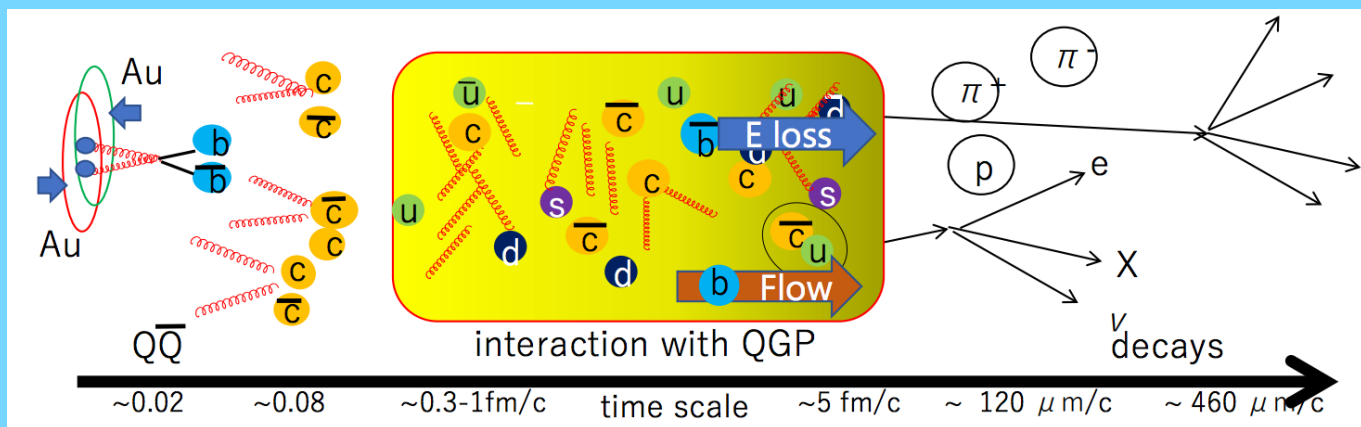 Au
Au
c
c̅
b
b̅
c̅
c
c
c̅
QQ̅
u̅
c
u
c̅
u
b̅
E loss
d
d
c
c
s
s
u
c̅
d
d
c̅
u
b
Flow
interaction with QGP
π+
π-
p
e
X
ν
decays
~0.02
~0.08
~0.3-1fm/c
time scale
~5 fm/c
~ 120 μm/c
~ 460 μm/c